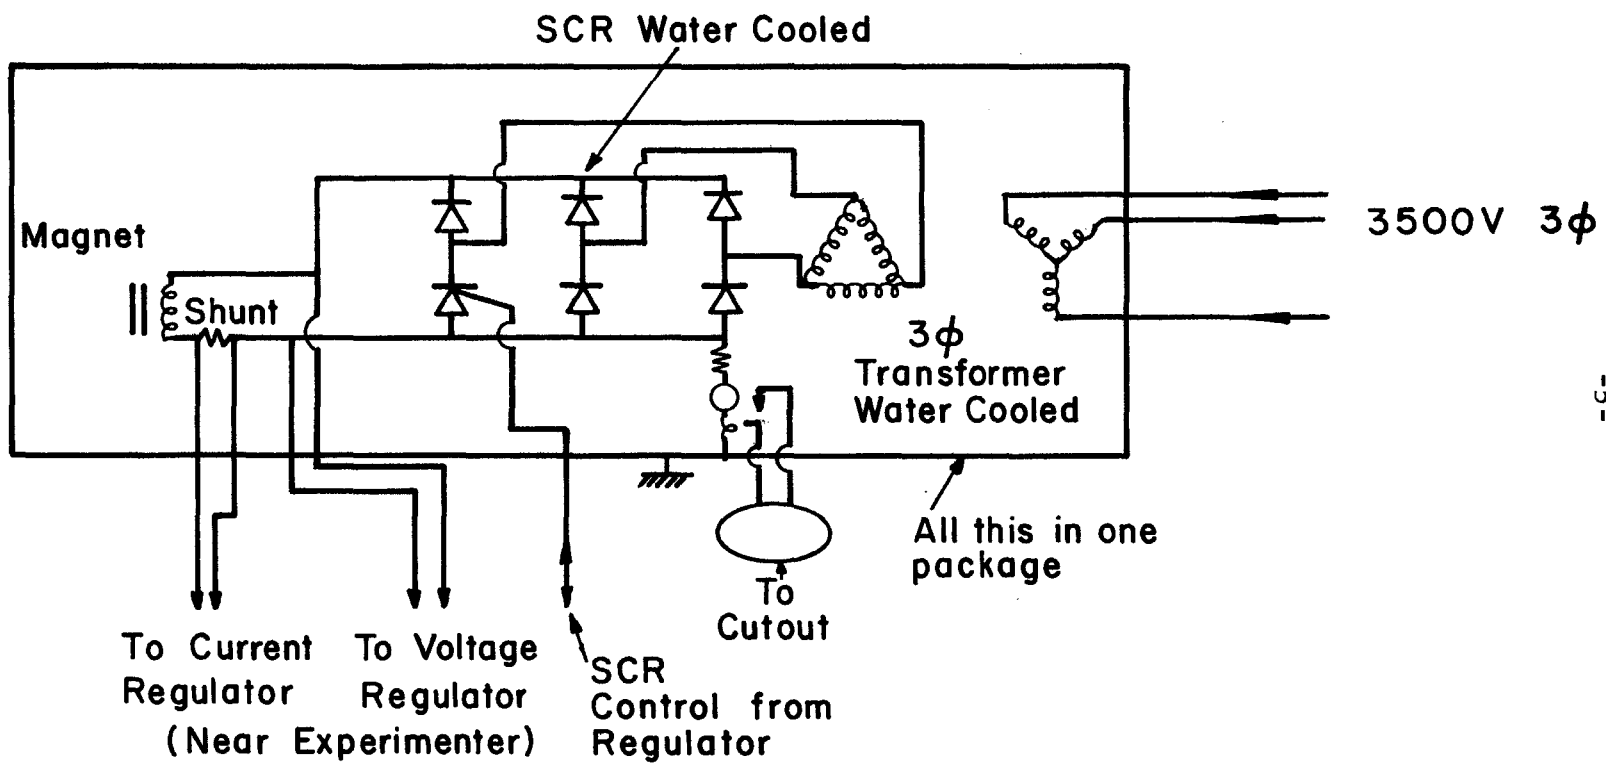 SCR Water Cooled
Magnet
3500V 3ϕ
Shunt
3ϕ
Transformer
Water Cooled
All this in one
package
To
Cutout
To Current
Regulator
To Voltage
Regulator
(Near Experimenter)
SCR
Control from
Regulator